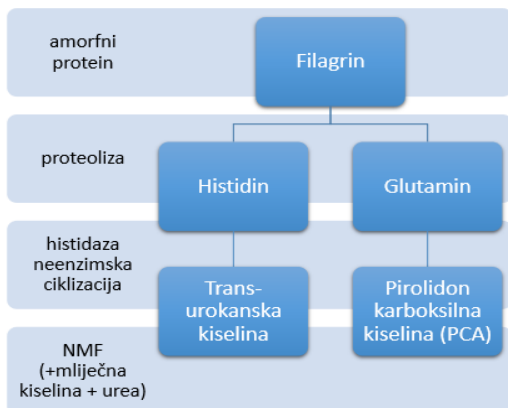 amorfni
protein
Filagrin
proteoliza
Histidin
Glutamin
histidaza
neenzimska
ciklizacija
Trans-
urokanska
kiselina
Pirolidon
karboksilna
kiselina (PCA)
NMF
(+mliječna
kiselina + urea)